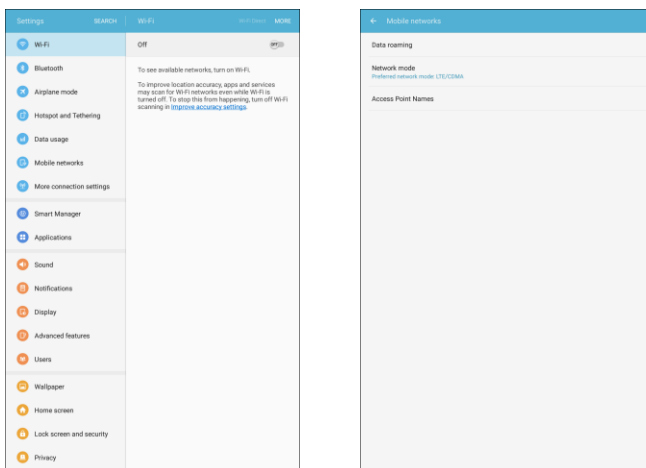 Settings
SEARCH
Wi-Fi
Wi-Fi Direct
MORE
Wi-Fi
Bluetooth
Airplane mode
Hotspot and Tethering
Data usage
Mobile networks
More connection settings
Smart Manager
Applications
Sound
Notifications
Display
Advanced features
Users
Wallpaper
Home screen
Lock screen and security
Privacy
Off
OFF
To see available networks, turn on Wi-Fi.
To improve location accuracy, apps and services
may scan for Wi-Fi networks even while Wi-Fi is
turned off. To stop this from happening, turn off Wi-Fi
scanning in Improve accuracy settings.
Mobile networks
Data roaming
Network mode
Preferred network mode: LTE/CDMA
Access Point Names